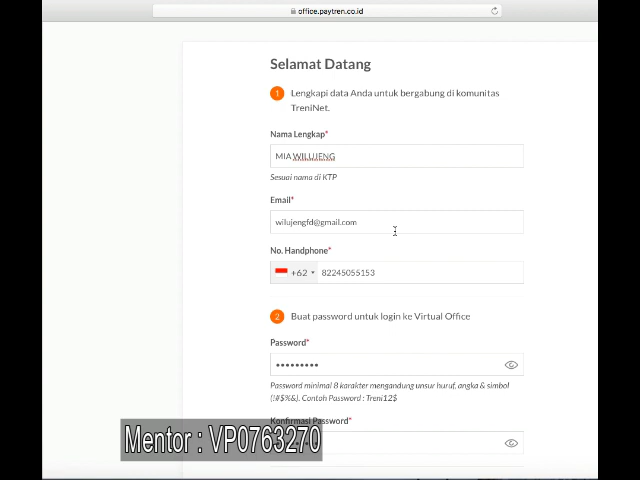 office.paytren.co.id
Selamat Datang
1 Lengkapi data Anda untuk bergabung di komunitas
TreniNet.
Nama Lengkap*
MIA WILUJENG
Sesuai nama di KTP
Email*
wilujengfd@gmail.com
No. Handphone*
+62 82245055153
2 Buat password untuk login ke Virtual Office
Password*
•••••••••
Password minimal 8 karakter mengandung unsur huruf, angka & simbol
(!#$%&). Contoh Password : Treni12$
Konfirmasi Password*
Mentor : VP0763270